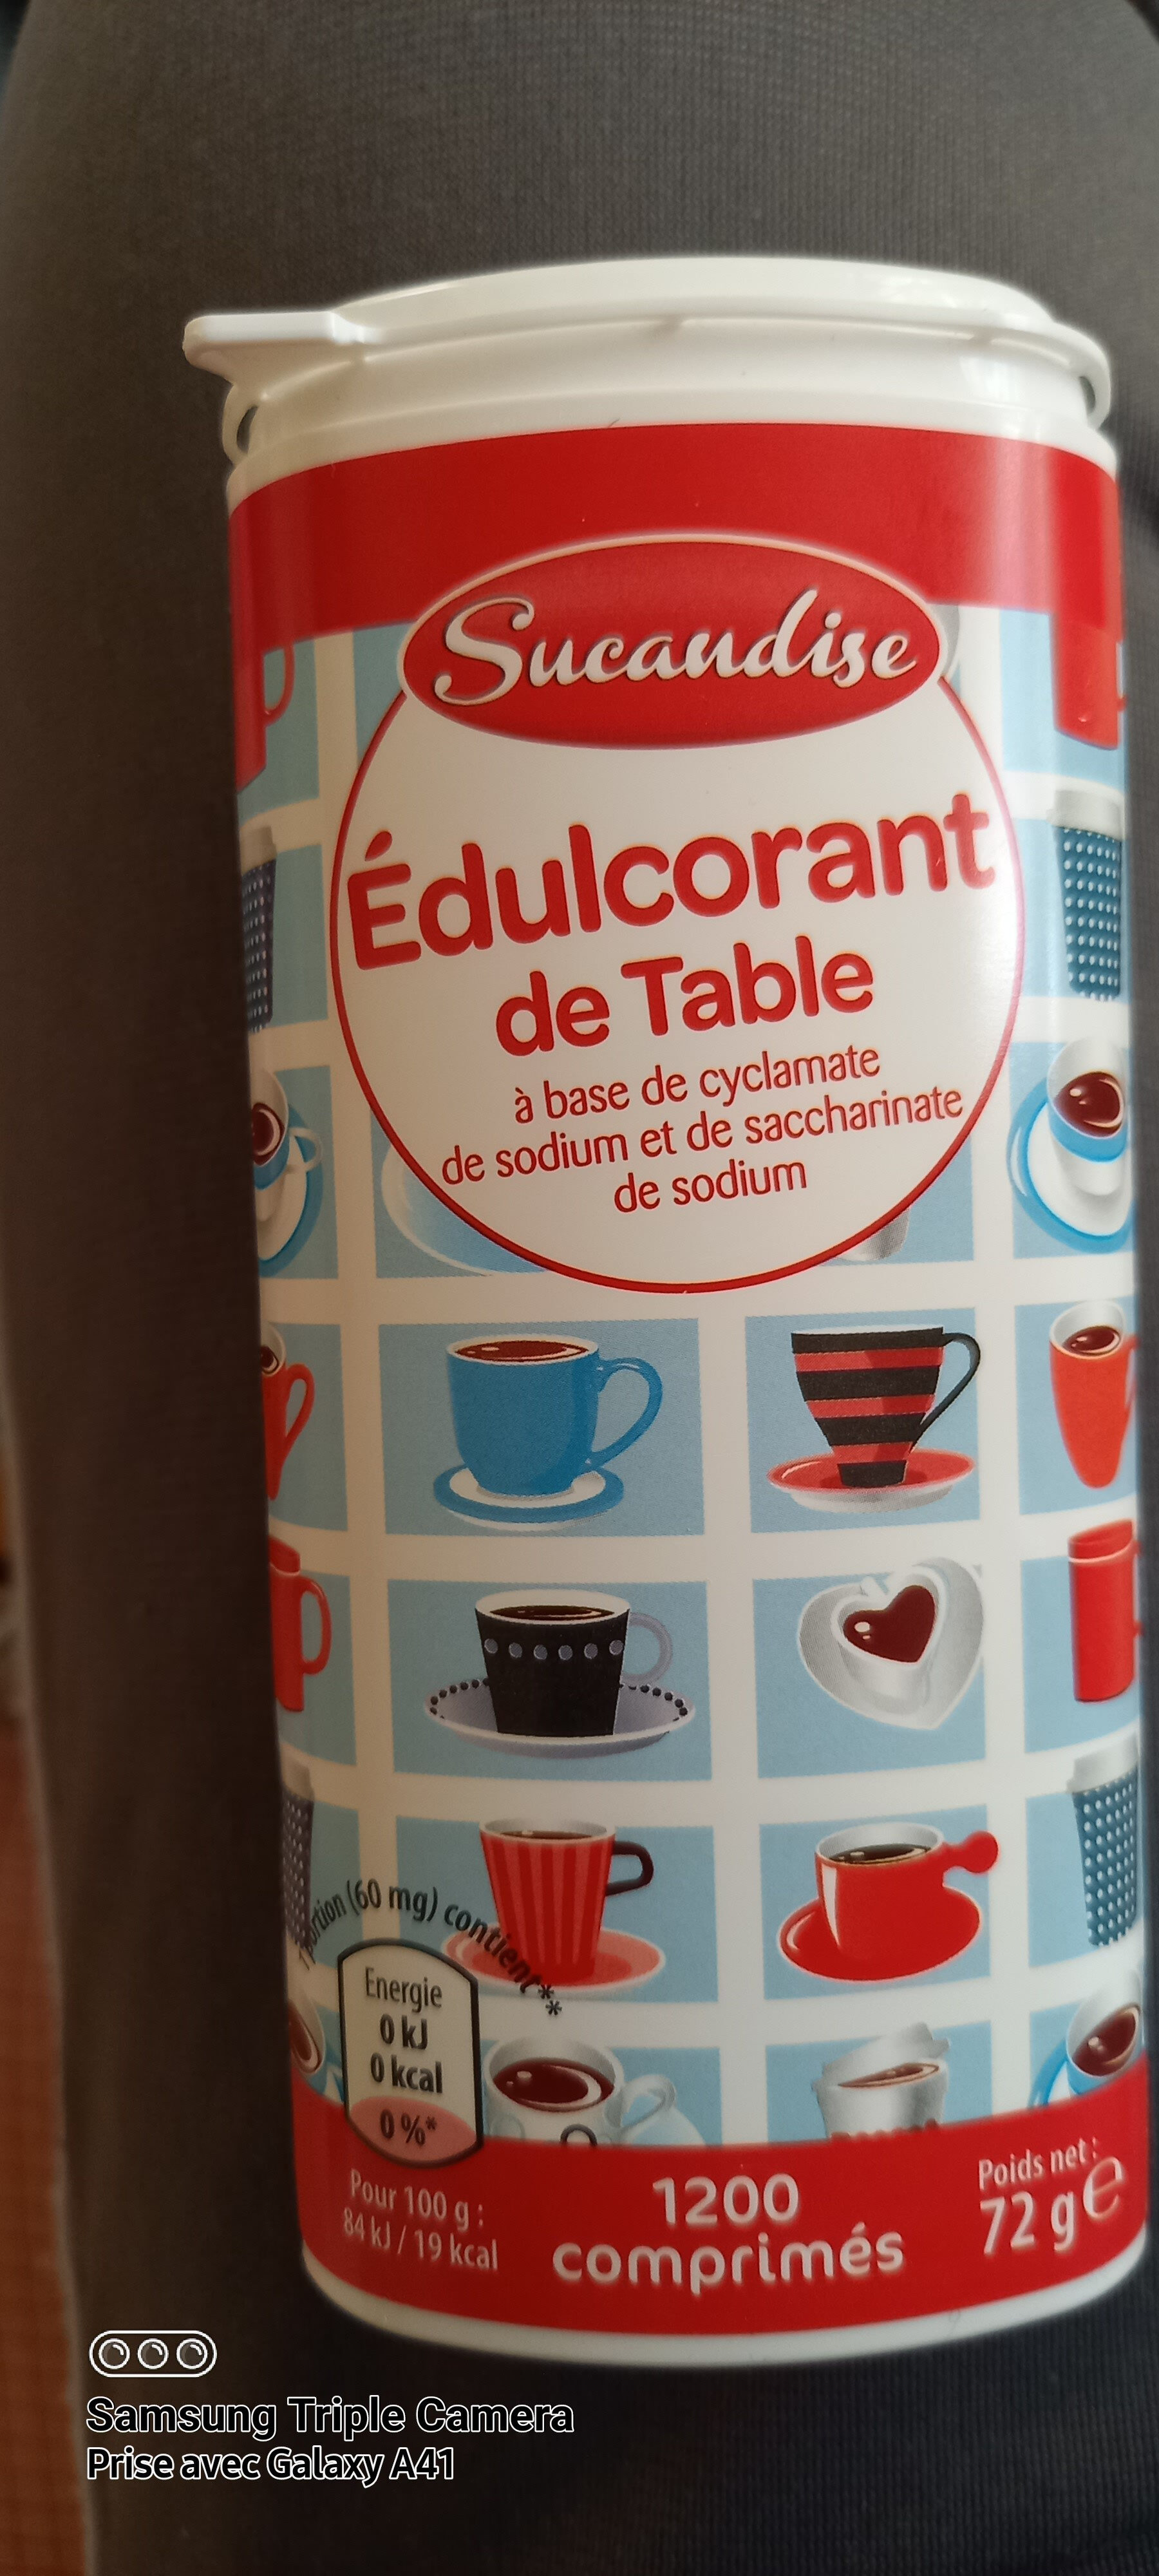 Sucandise
Édulcorant
de Table
à base de cyclamate
de sodium et de saccharinate
de sodium
portion (60 mg) contient**
Energie
0 kJ
0 kcal
0 %*
Pour 100 g :
84 kJ / 19 kcal
1200
comprimés
Poids net :
72 g e
Samsung Triple Camera
Prise avec Galaxy A41